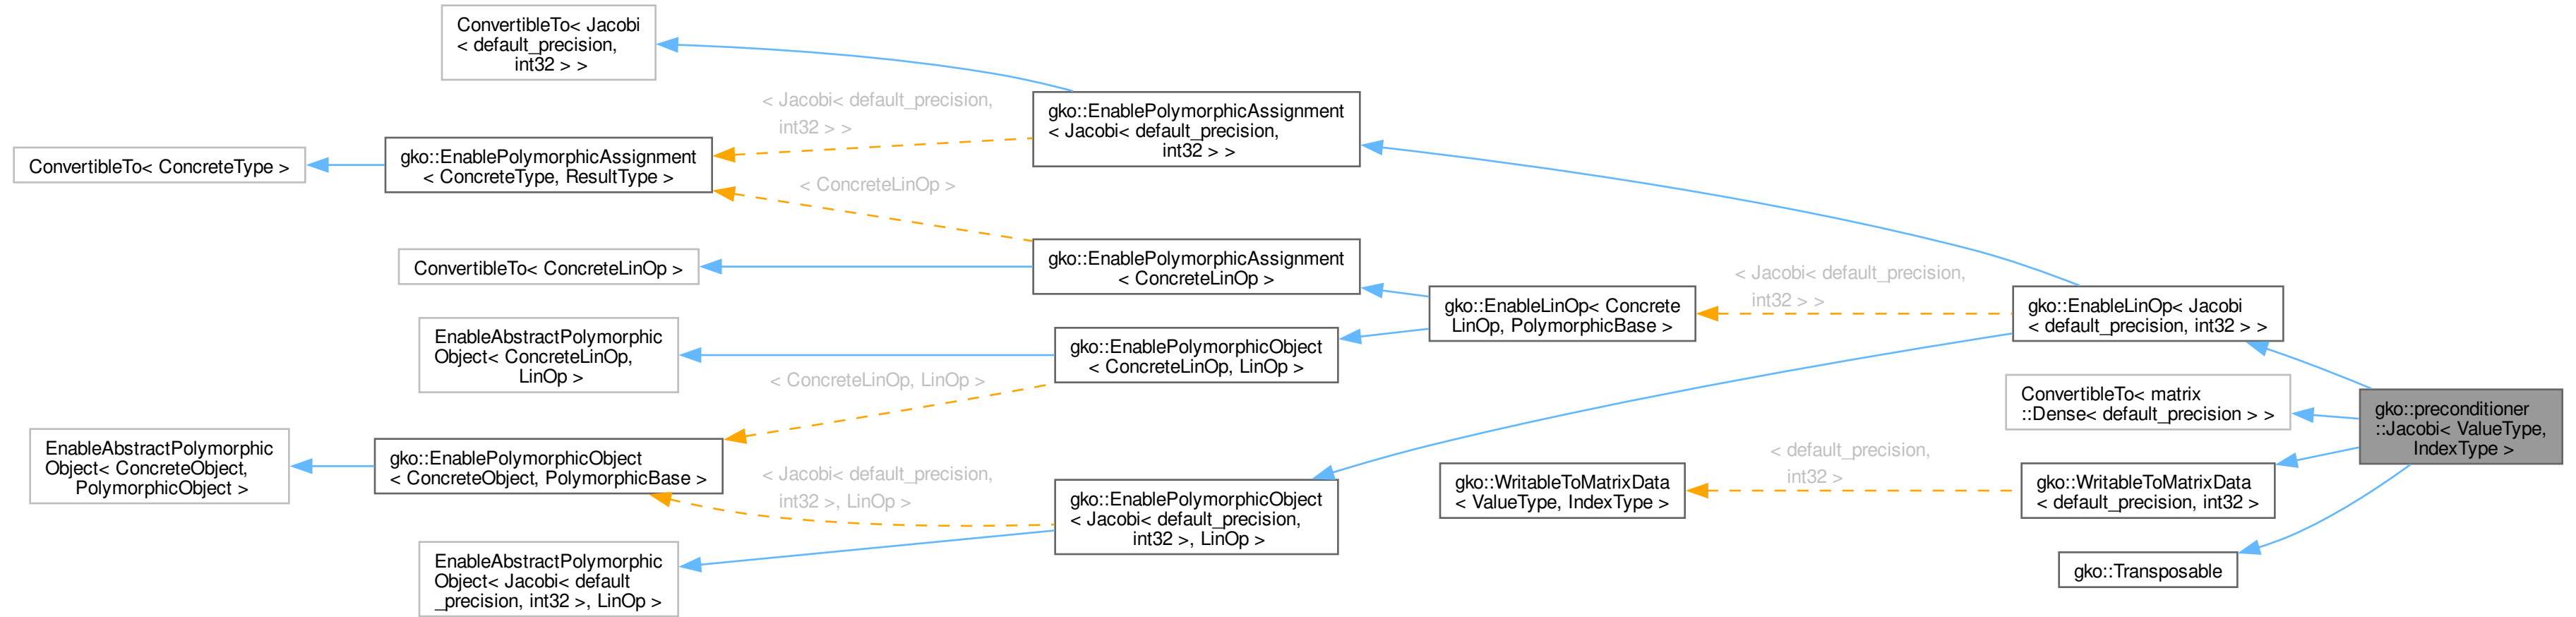 ConvertibleTo< Jacobi
< default_precision,
int32 > >
ConvertibleTo< ConcreteType >
gko::EnablePolymorphicAssignment
< ConcreteType, ResultType >
< Jacobi< default_precision,
int32 > >
< ConcreteLinOp >
gko::EnablePolymorphicAssignment
< Jacobi< default_precision,
int32 > >
ConvertibleTo< ConcreteLinOp >
gko::EnablePolymorphicAssignment
< ConcreteLinOp >
EnableAbstractPolymorphic
Object< ConcreteLinOp,
LinOp >
gko::EnablePolymorphicObject
< ConcreteLinOp, LinOp >
gko::EnableLinOp< Concrete
LinOp, PolymorphicBase >
< Jacobi< default_precision,
int32 > >
gko::EnableLinOp< Jacobi
< default_precision, int32 > >
< ConcreteLinOp, LinOp >
EnableAbstractPolymorphic
Object< ConcreteObject,
PolymorphicObject >
gko::EnablePolymorphicObject
< ConcreteObject, PolymorphicBase >
< Jacobi< default_precision,
int32 >, LinOp >
gko::EnablePolymorphicObject
< Jacobi< default_precision,
int32 >, LinOp >
EnableAbstractPolymorphic
Object< Jacobi< default
_precision, int32 >, LinOp >
ConvertibleTo< matrix
::Dense< default_precision > >
gko::preconditioner
::Jacobi< ValueType,
IndexType >
gko::WritableToMatrixData
< ValueType, IndexType >
< default_precision,
int32 >
gko::WritableToMatrixData
< default_precision, int32 >
gko::Transposable